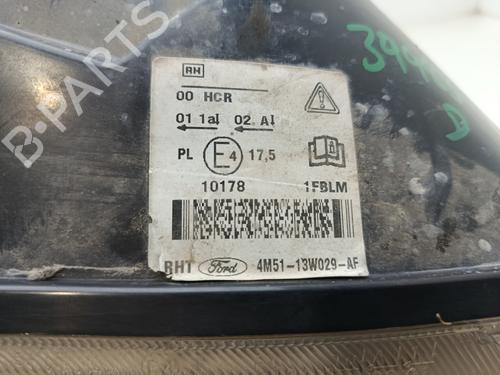 RH
00 HCR
01 1al 02 Al
PL E4 17,5
10178 1FBLM
RHT Ford 4M51-13W029-AF
B-PARTS
D